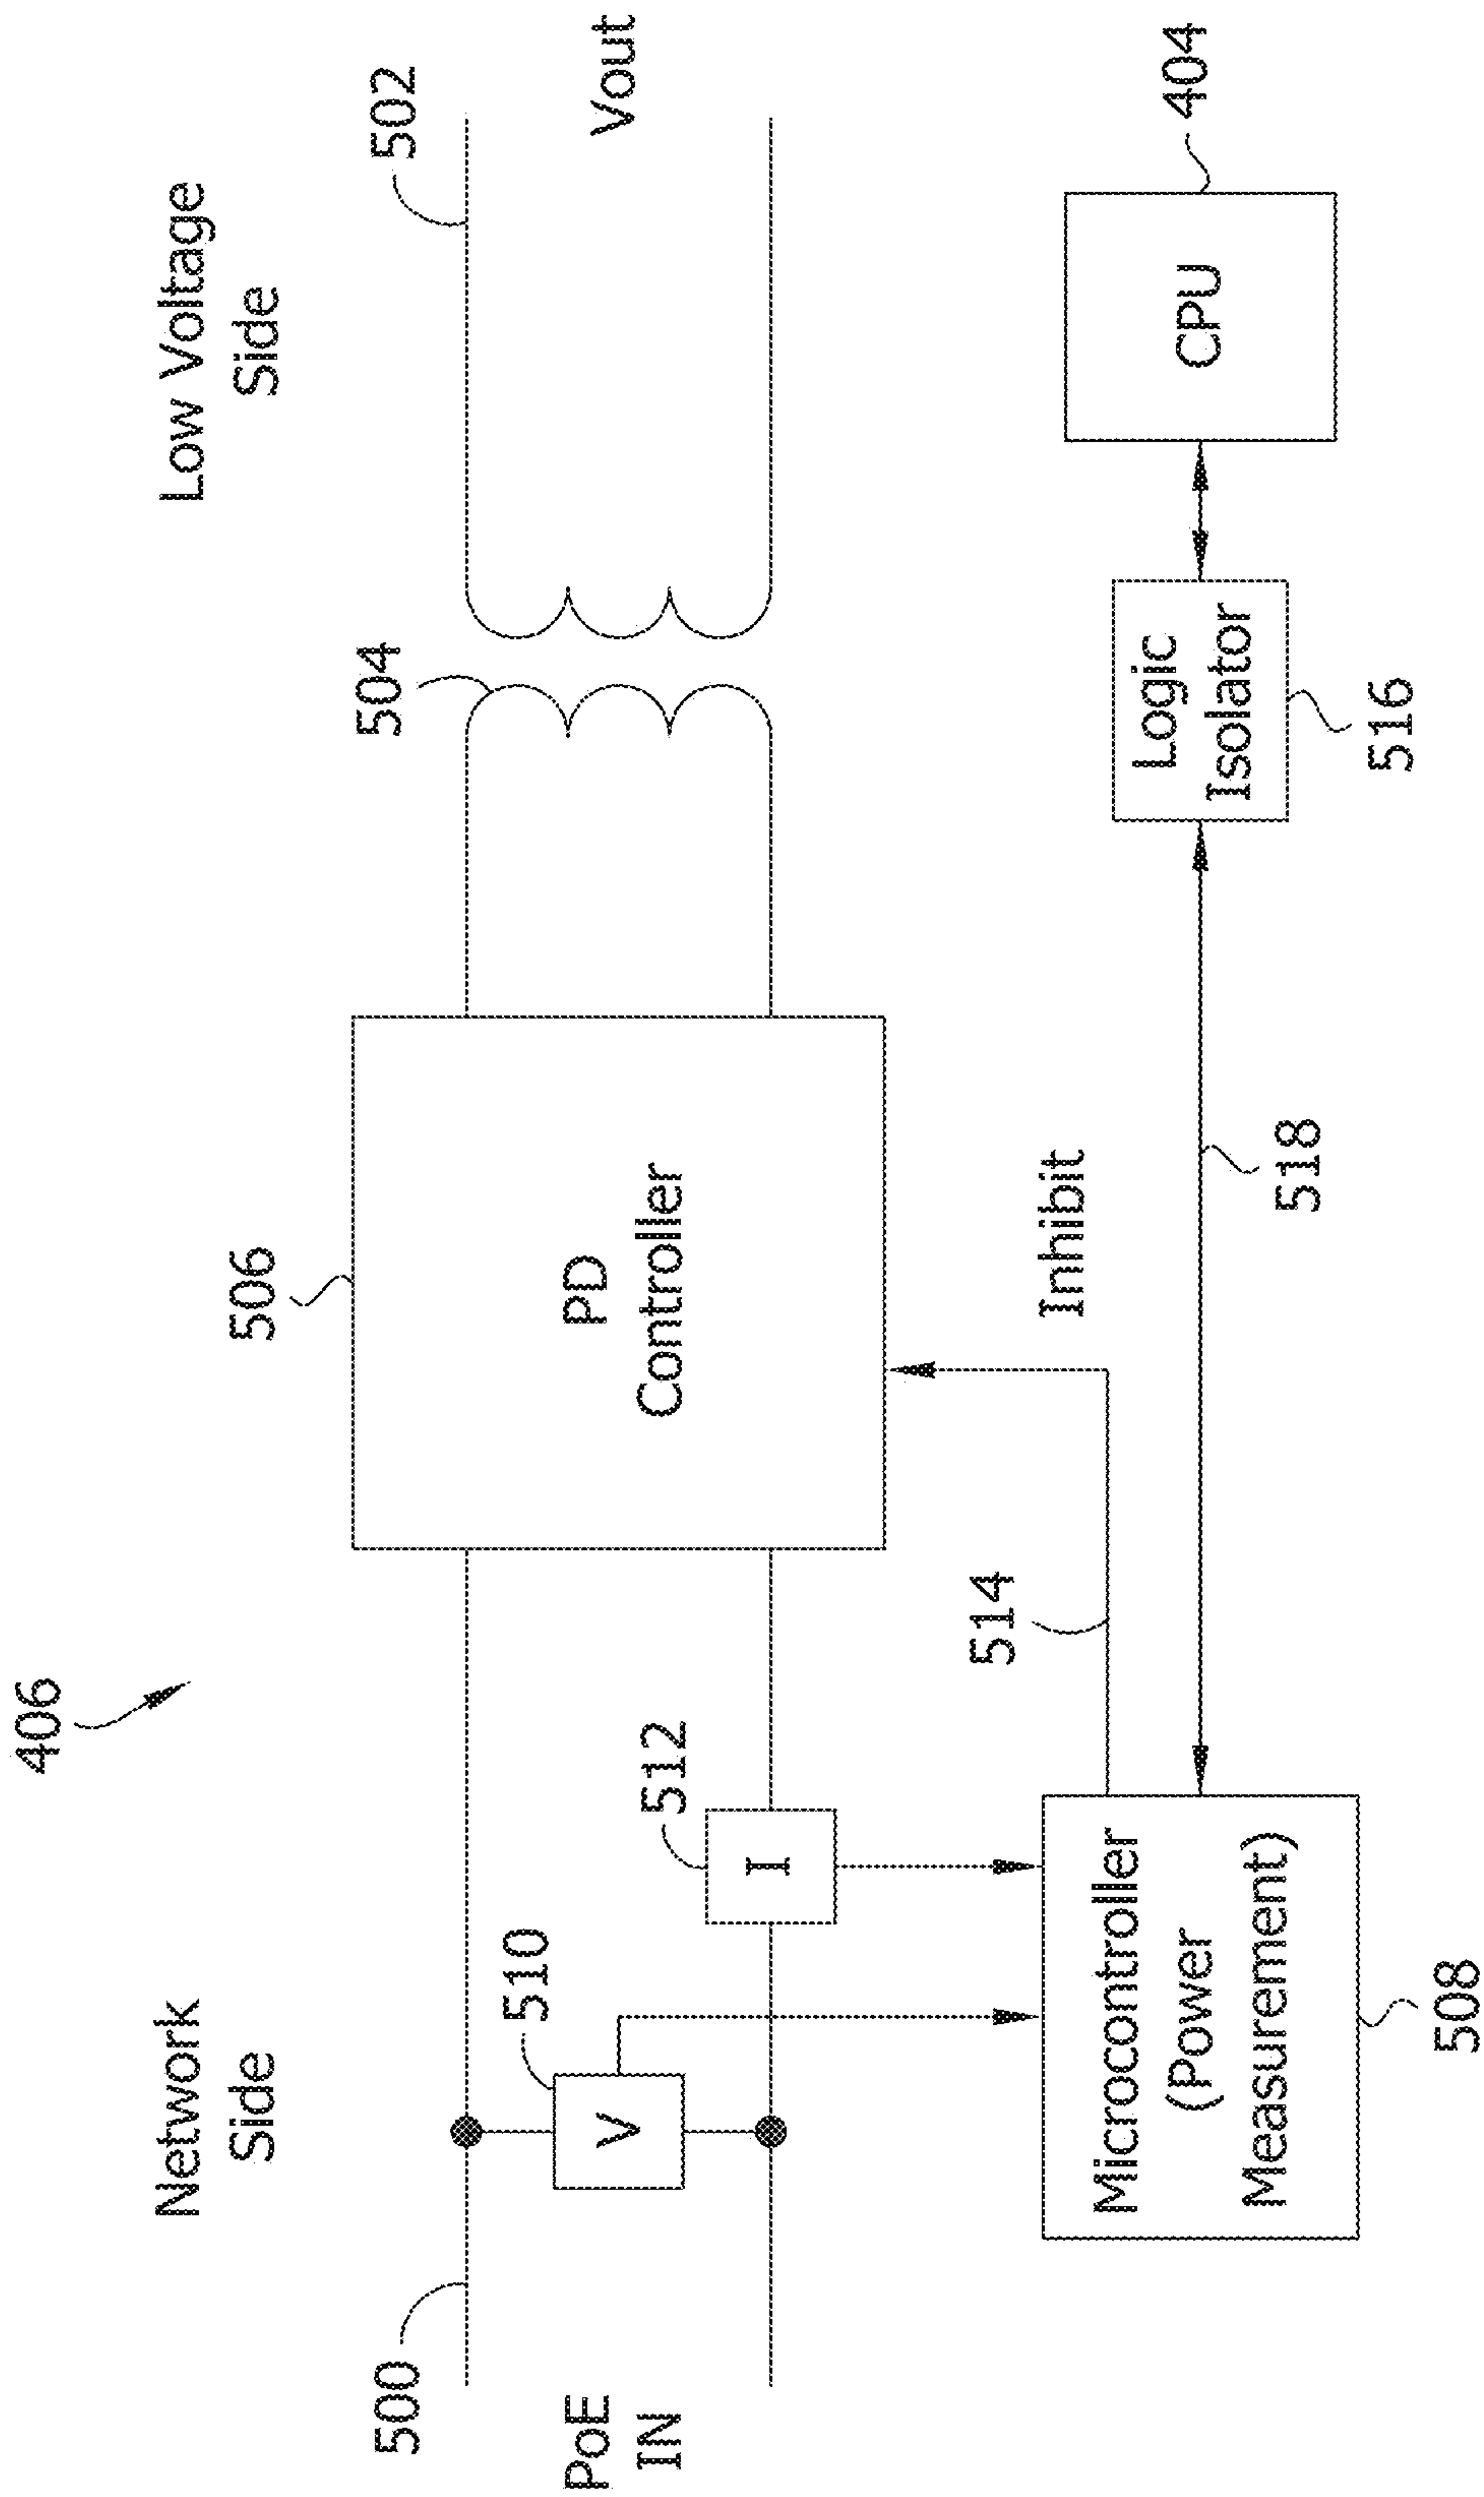 406
Network
Side
Low Voltage
Side
506
500
502
504
510
512
PoE
IN
V
I
PD
Controller
Vout
514
Inhibit
Microcontroller
(Power
Measurement)
508
518
Logic
Isolator
516
CPU
404